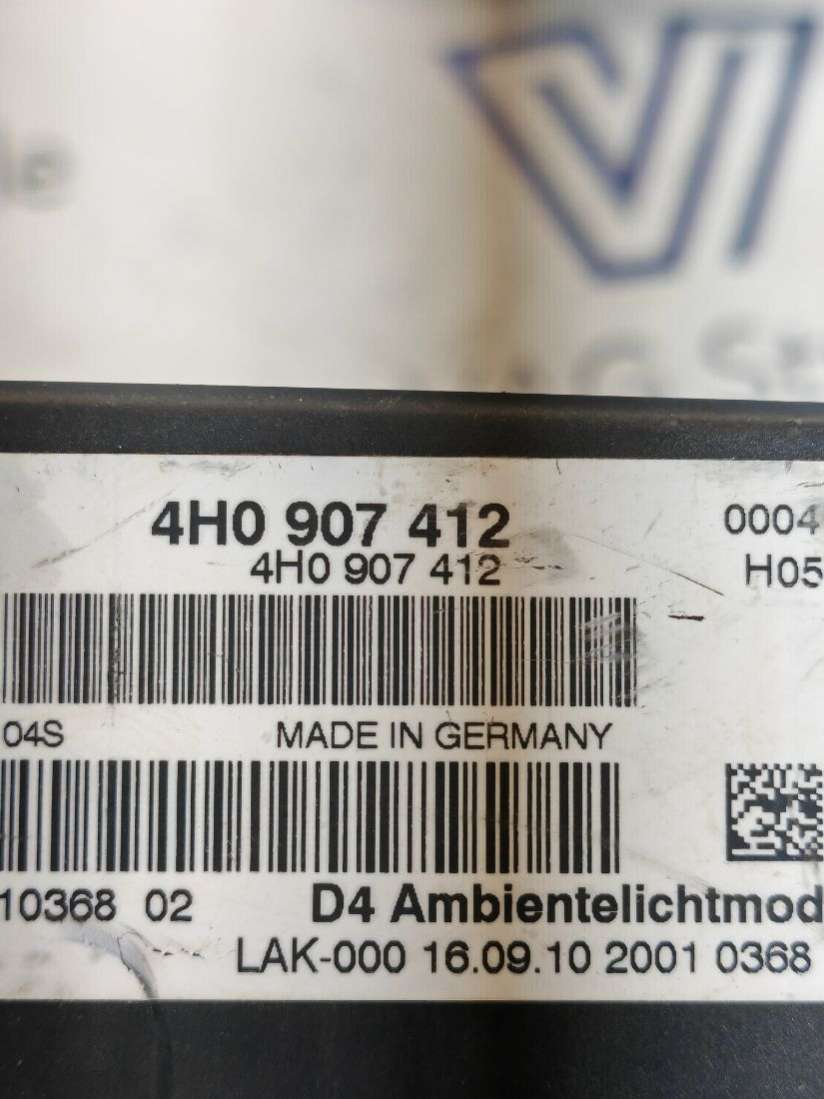 le
4H0 907 412 0004
4H0 907 412 H05
04S MADE IN GERMANY
10368 02 D4 Ambientelichtmod
LAK-000 16.09.10 2001 0368